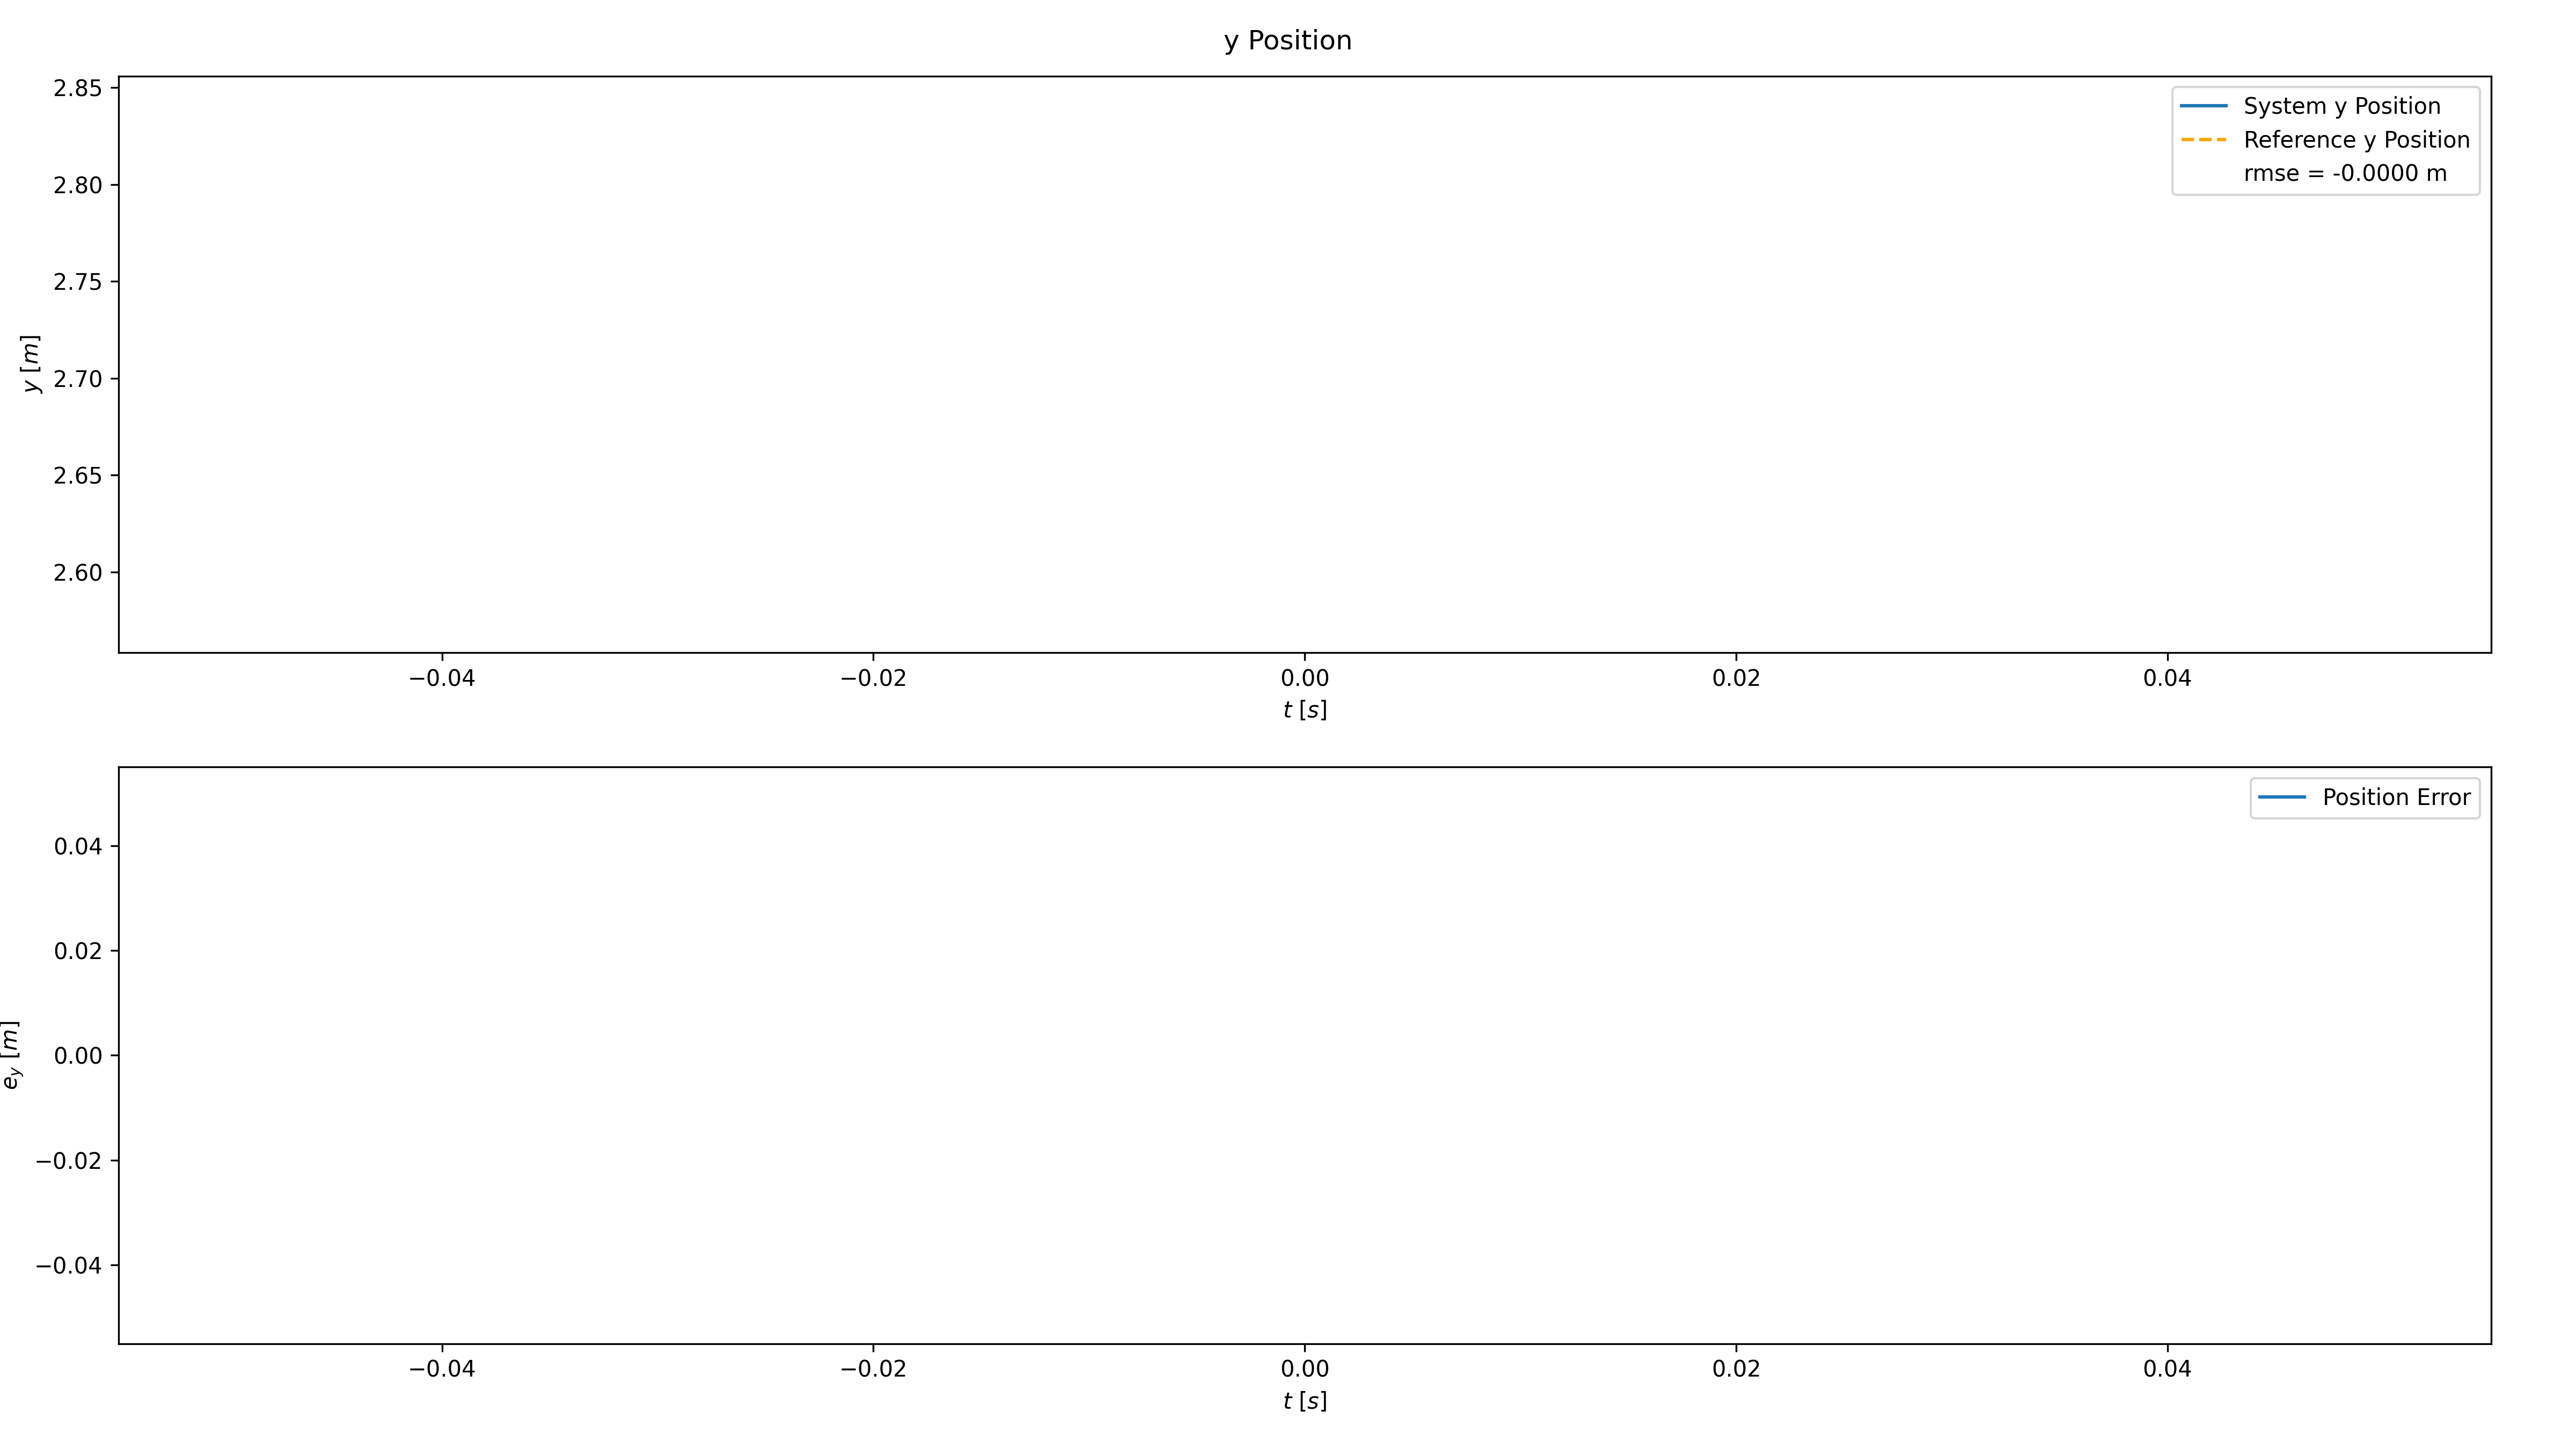 y Position
2.85
2.80
2.75
2.70
2.65
2.60
y [m]
System y Position
Reference y Position
rmse = -0.0000 m
−0.04 −0.02 0.00 0.02 0.04
t [s]
Position Error
0.04
0.02
0.00
−0.02
−0.04
e_y [m]
−0.04 −0.02 0.00 0.02 0.04
t [s]